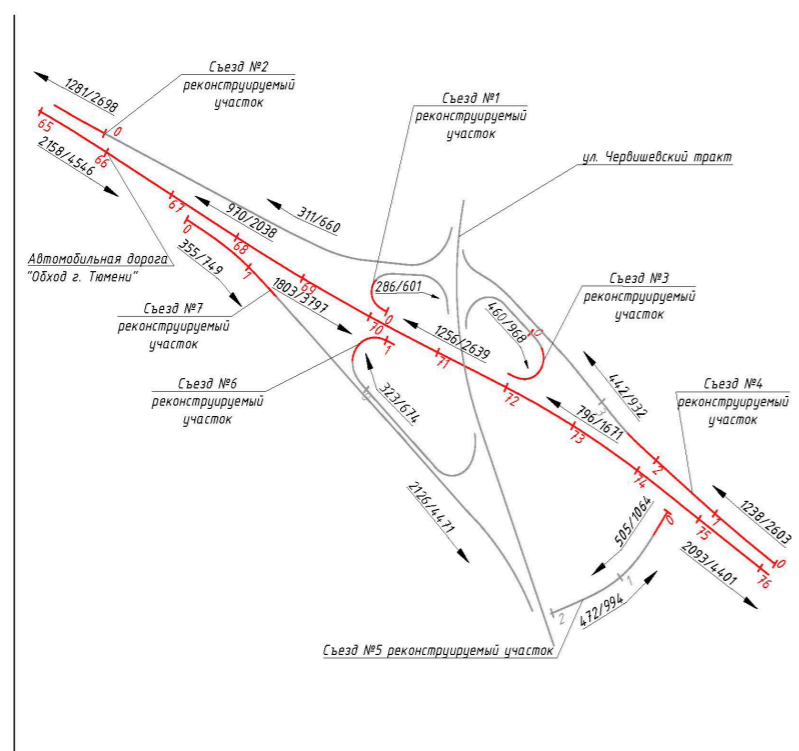 Съезд №2
реконструируемый
участок
1281/2698
Съезд №1
реконструируемый
участок
65
0
2158/4546
66
ул. Червишевский тракт
67
970/2038
311/660
0
68
Автомобильная дорога
"Обход г. Тюмени"
355/749
1
69
1803/3797
286/601
Съезд №3
реконструируемый
участок
Съезд №7
реконструируемый
участок
0
70
1
1256/2639
460/968
0
71
Съезд №6
реконструируемый
участок
0
323/674
72
442/932
3
Съезд №4
реконструируемый
участок
796/1671
73
2
74
2126/4471
505/1064
0
1
75
1238/2603
0
76
2093/4401
1
2
472/994
Съезд №5 реконструируемый участок